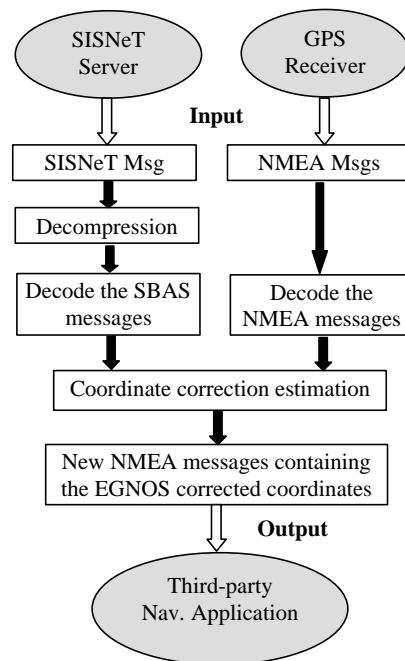 SISNeT
Server
GPS
Receiver
Input
SISNeT Msg
NMEA Msgs
Decompression
Decode the SBAS
messages
Decode the
NMEA messages
Coordinate correction estimation
New NMEA messages containing
the EGNOS corrected coordinates
Output
Third-party
Nav. Application